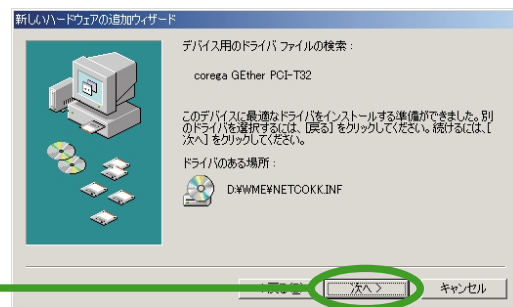 新しいハードウェアの追加ウィザード
デバイス用のドライバ ファイルの検索：
corega GEther PCI-T32
このデバイスに最適なドライバをインストールする準備ができました。別
のドライバを選択するには、[戻る] をクリックしてください。続けるには、[
次へ] をクリックしてください。
ドライバのある場所：
D:¥WME¥NETCOKK.INF
次へ >
キャンセル